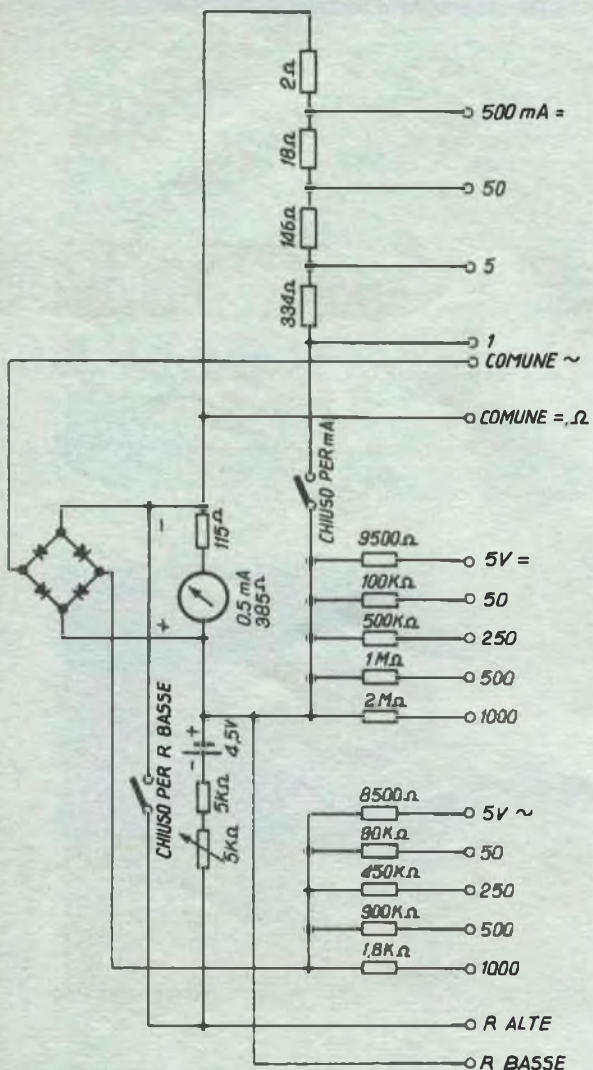 2Ω
500 mA =
18Ω
50
146Ω
5
334Ω
1
COMUNE ~
COMUNE =,Ω
CHIUSO PER mA
115Ω
-
0.5 mA
385Ω
+
9500Ω
5V =
100KΩ
50
500KΩ
250
1MΩ
500
2MΩ
1000
CHIUSO PER R BASSE
+
4,5V
-
5KΩ
5KΩ
8500Ω
5V ~
90KΩ
50
450KΩ
250
900KΩ
500
1,8KΩ
1000
R ALTE
R BASSE